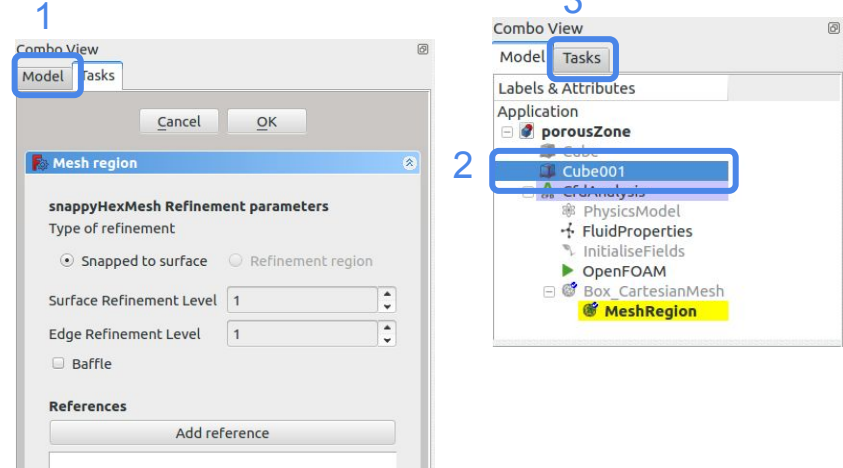 1
Combo View
Model Tasks
Cancel OK
Mesh region
snappyHexMesh Refinement parameters
Type of refinement
Snapped to surface Refinement region
Surface Refinement Level 1
Edge Refinement Level 1
Baffle
References
Add reference
3
Combo View
Model Tasks
Labels & Attributes
Application
porousZone
Cube
2
Cube001
CfdAnalysis
PhysicsModel
FluidProperties
InitialiseFields
OpenFOAM
Box_CartesianMesh
MeshRegion